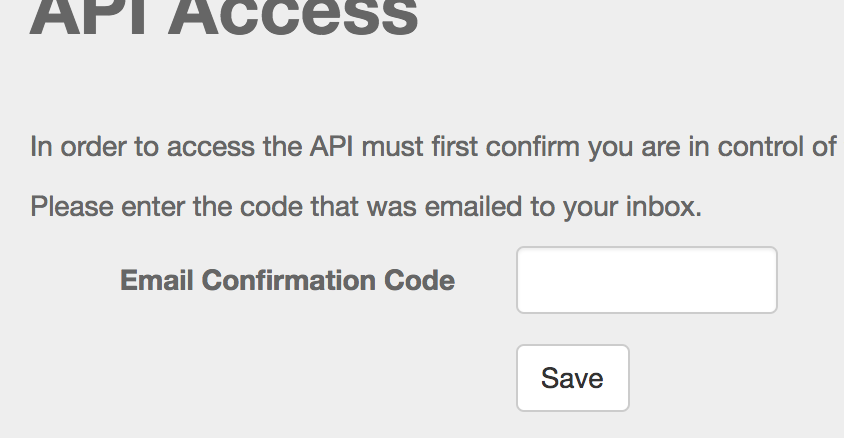 API Access
In order to access the API must first confirm you are in control of
Please enter the code that was emailed to your inbox.
Email Confirmation Code
Save